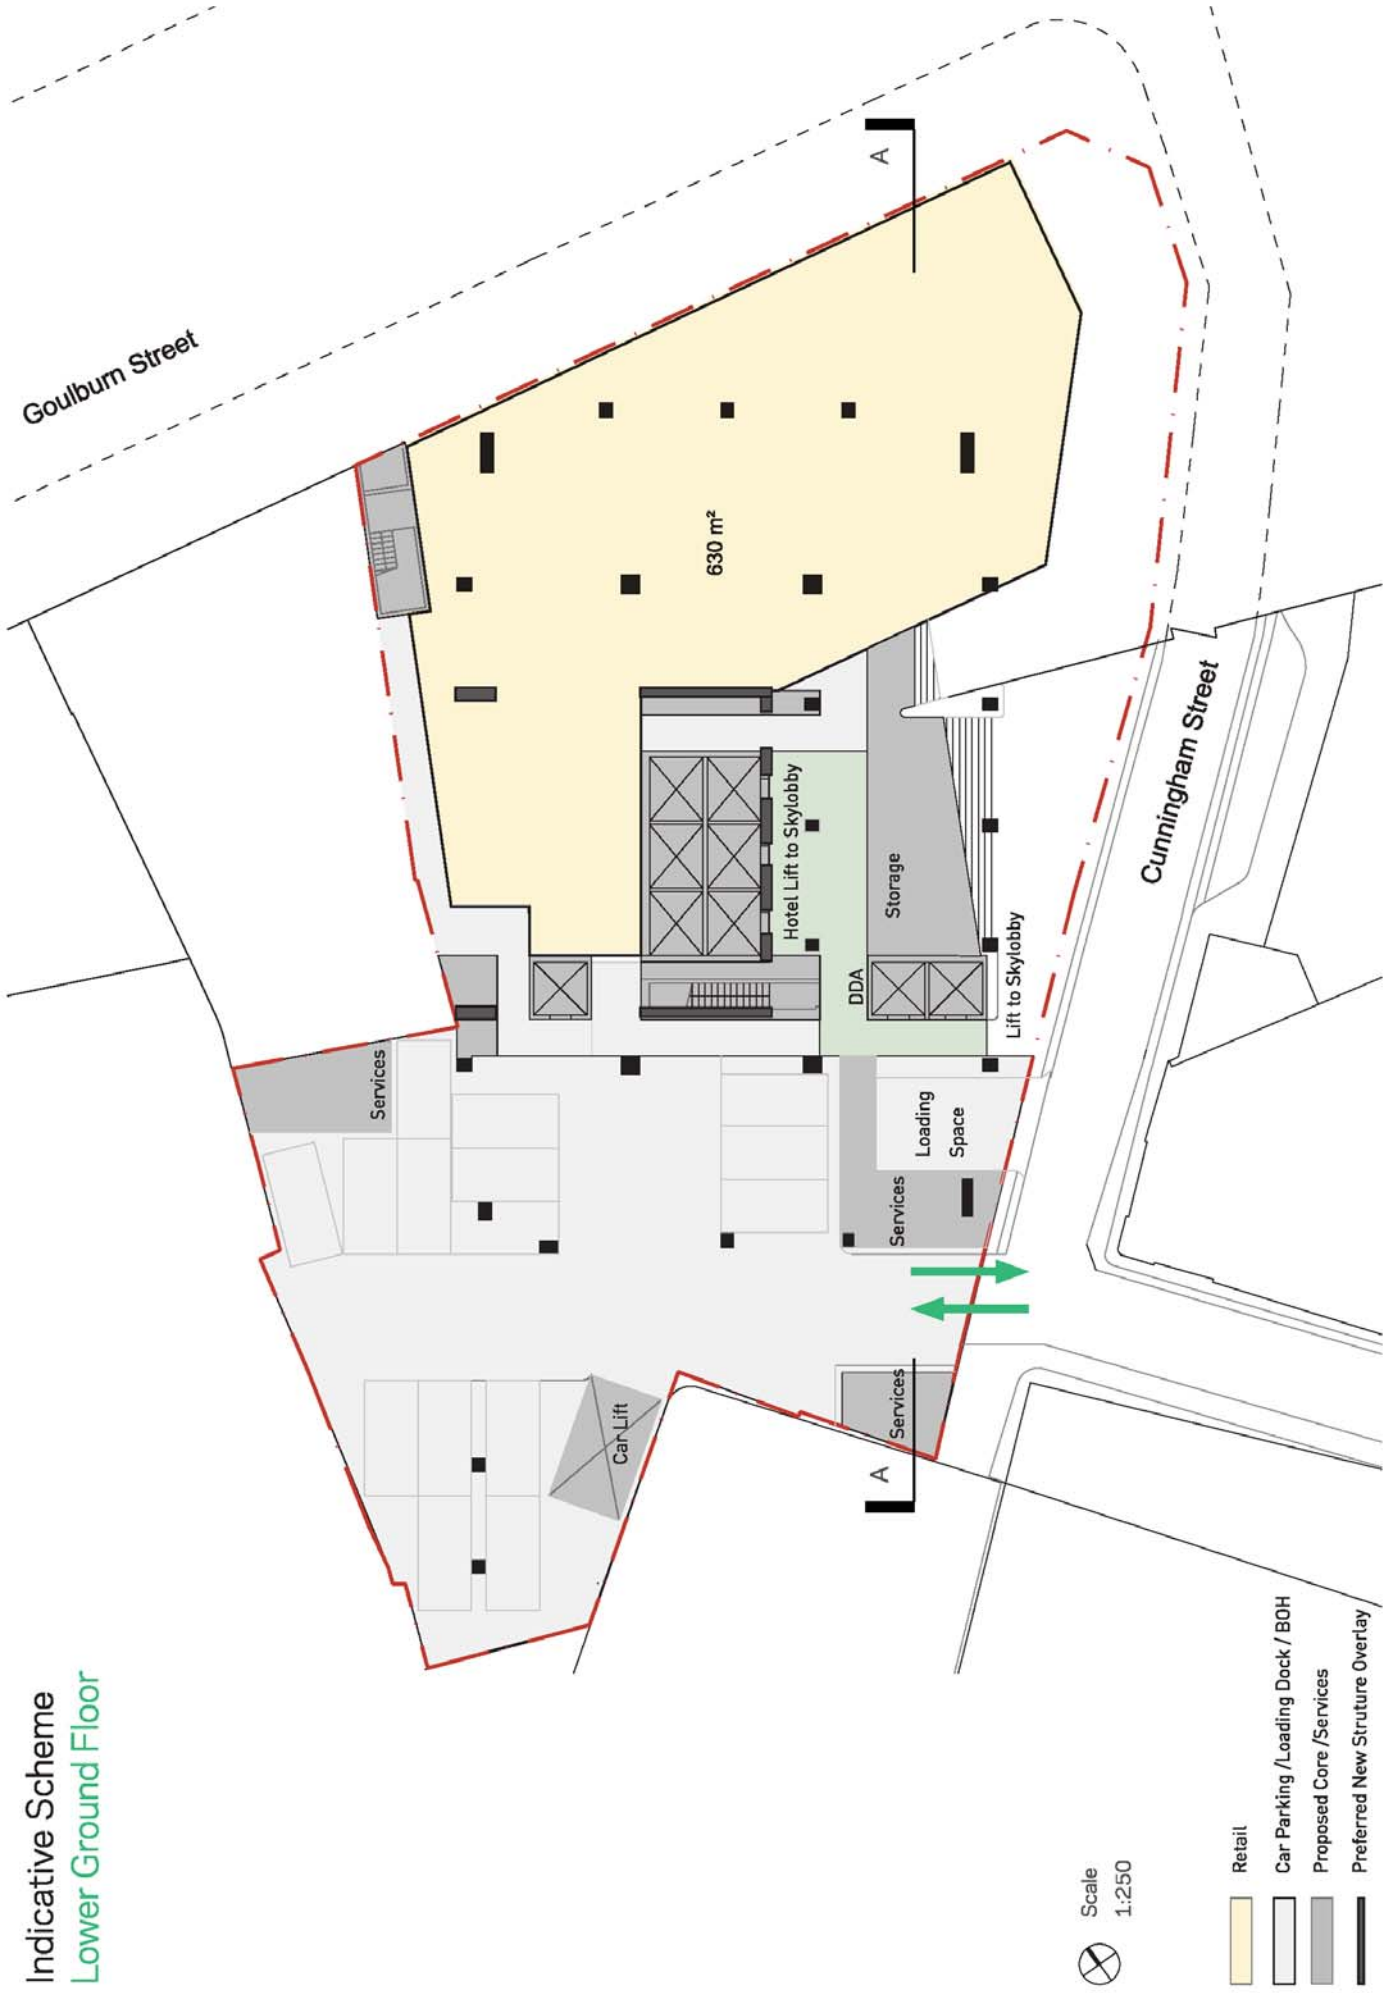 Indicative Scheme
Lower Ground Floor
Goulburn Street
630 m²
Services
Car Lift
Hotel Lift to Skylobby
DDA
Storage
Lift to Skylobby
Loading
Space
Services
Services
A
A
Cunningham Street
Scale
1:250
Retail
Car Parking /Loading Dock / BOH
Proposed Core /Services
Preferred New Struture Overlay